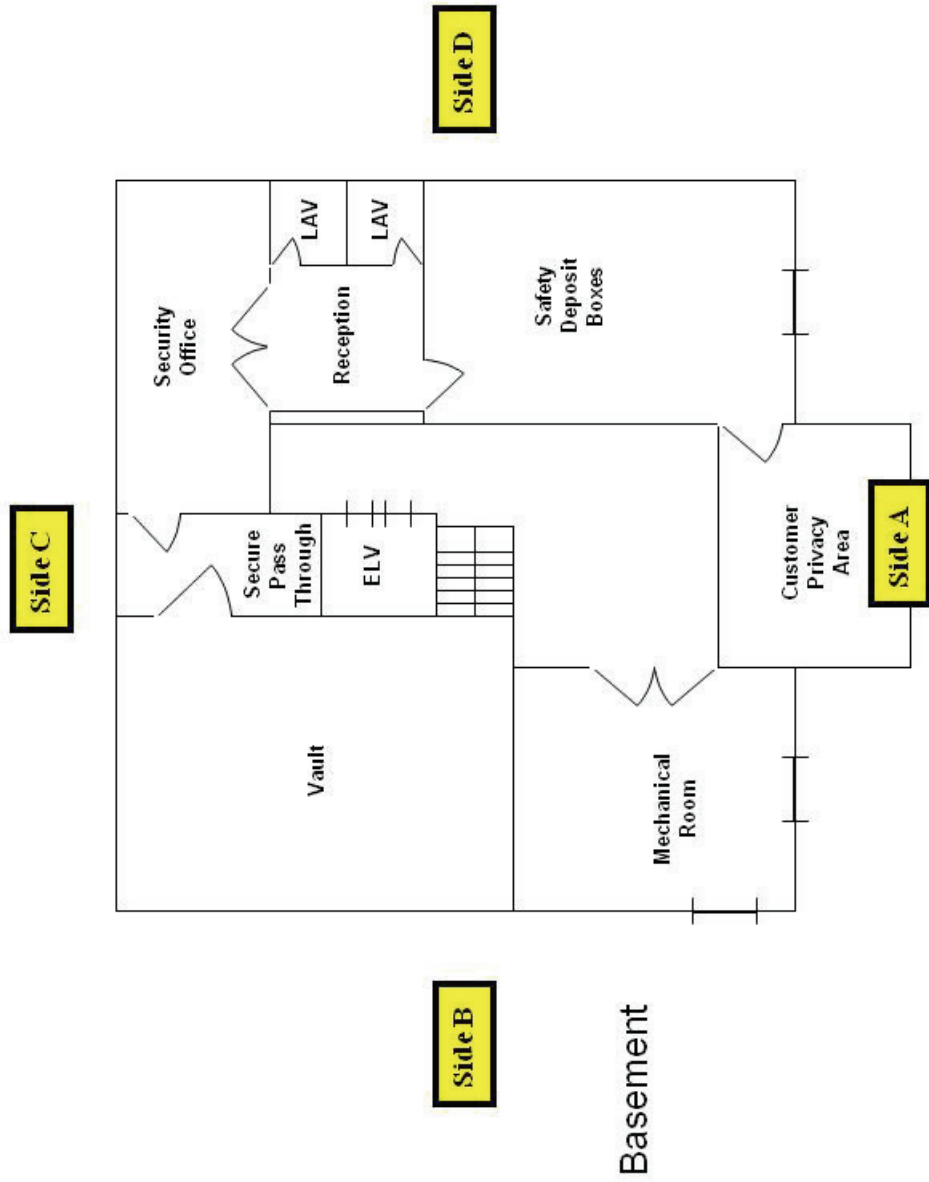 Side C
Security
Office
LAV
LAV
Reception
Secure
Pass
Through
ELV
Vault
Safety
Deposit
Boxes
Side B
Side D
Mechanical
Room
Customer
Privacy
Area
Side A
Basement